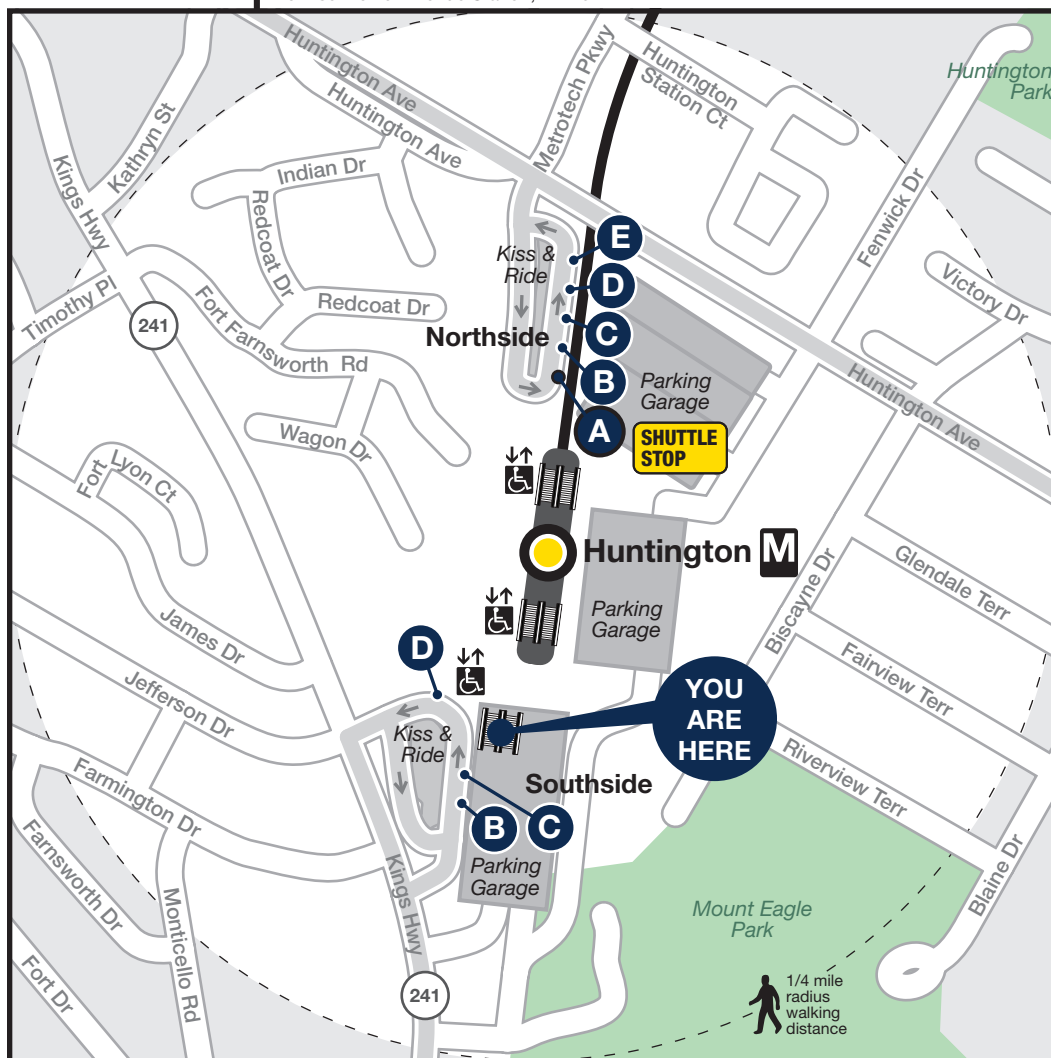 Huntington Ave
Huntington Ave
Metrotech Pkwy
Huntington
Station Ct
Huntington
Park
Kathryn St
Kings Hwy
Indian Dr
Redcoat Dr
Redcoat Dr
Timothy Pl
241
Fort Farnsworth Rd
Kiss &
Ride
Northside
E
D
C
B
A
Fenwick Dr
Victory Dr
Parking
Garage
SHUTTLE
STOP
Huntington Ave
Wagon Dr
Fort
Lyon Ct
Huntington M
Parking
Garage
Biscayne Dr
Glendale Terr
Fairview Terr
Riverview Terr
Blaine Dr
James Dr
Jefferson Dr
Farmington Dr
Farnsworth Dr
Monticello Rd
Fort Dr
D
Kiss &
Ride
YOU
ARE
HERE
Southside
B
C
Parking
Garage
Kings Hwy
241
Mount Eagle
Park
1/4 mile
radius
walking
distance